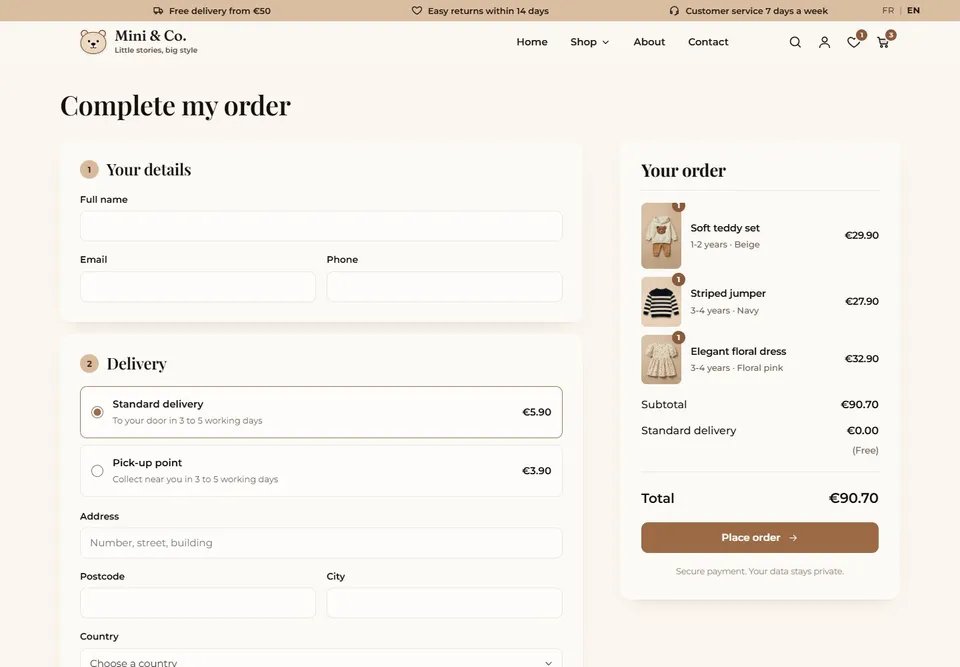 Free delivery from €50
Easy returns within 14 days
Customer service 7 days a week
FR | EN
Mini & Co.
Little stories, big style
Home
Shop
About
Contact
1
3
Complete my order
1 Your details
Full name
Email
Phone
2 Delivery
Standard delivery
To your door in 3 to 5 working days
€5.90
Pick-up point
Collect near you in 3 to 5 working days
€3.90
Address
Number, street, building
Postcode
City
Country
Choose a country
Your order
1
Soft teddy set
1-2 years · Beige
€29.90
1
Striped jumper
3-4 years · Navy
€27.90
1
Elegant floral dress
3-4 years · Floral pink
€32.90
Subtotal €90.70
Standard delivery €0.00
(Free)
Total €90.70
Place order →
Secure payment. Your data stays private.